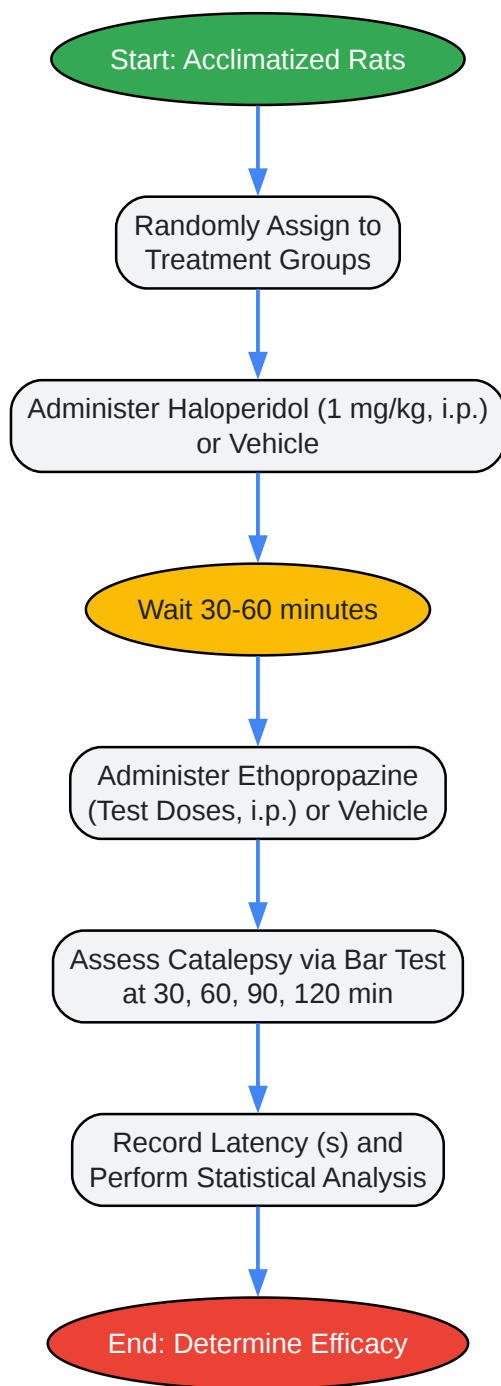 Start: Acclimatized Rats
Randomly Assign to
Treatment Groups
Administer Haloperidol (1 mg/kg, i.p.)
or Vehicle
Wait 30-60 minutes
Administer Ethopropazine
(Test Doses, i.p.) or Vehicle
Assess Catalepsy via Bar Test
at 30, 60, 90, 120 min
Record Latency (s) and
Perform Statistical Analysis
End: Determine Efficacy